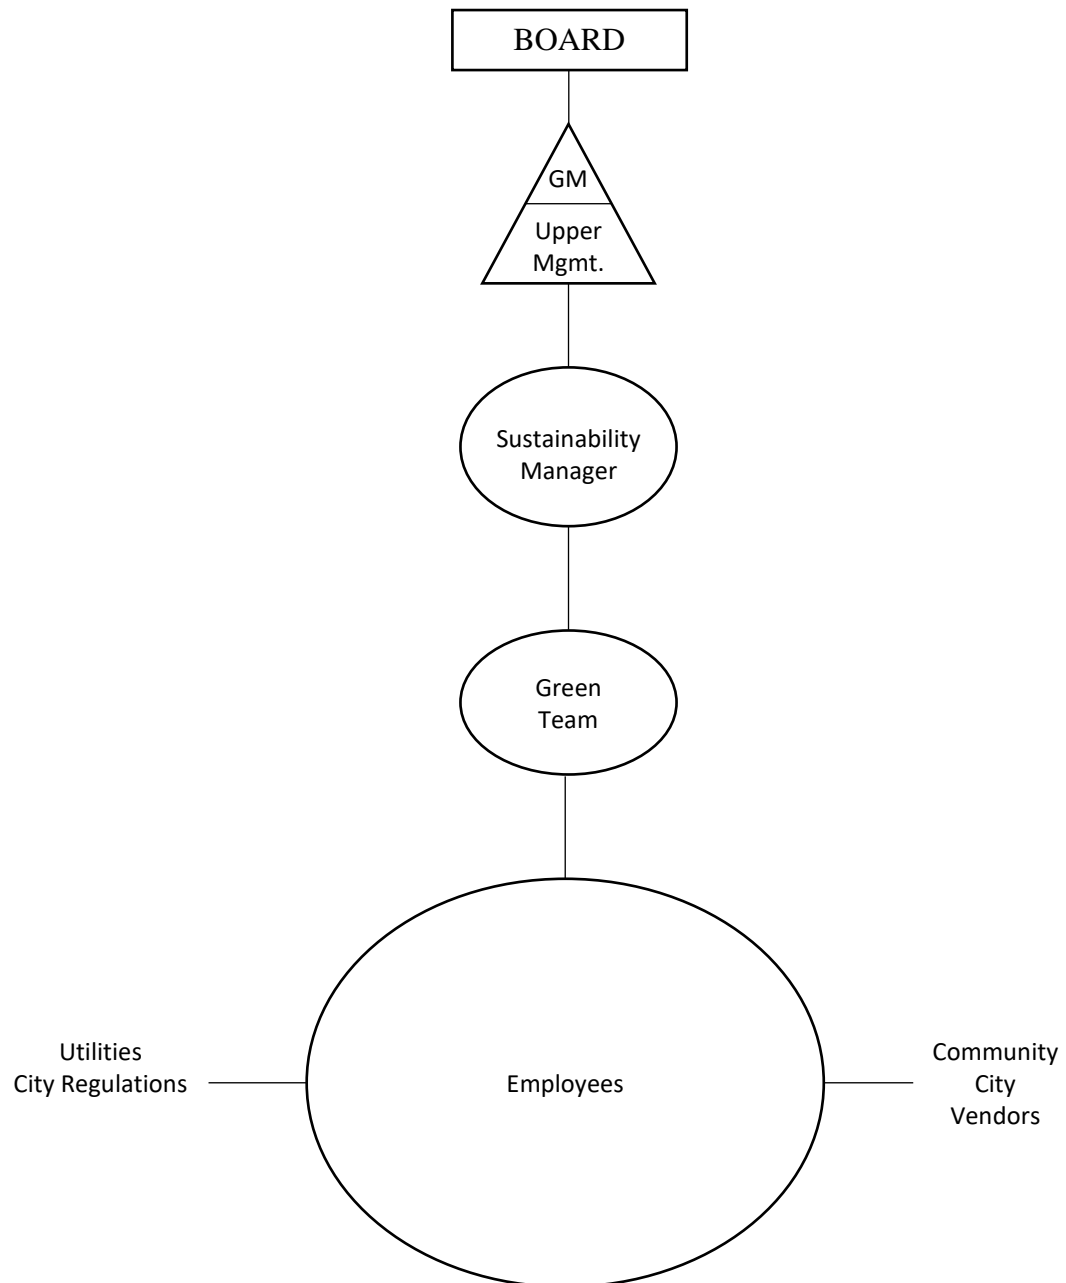 BOARD
GM
Upper
Mgmt.
Sustainability
Manager
Green
Team
Utilities
City Regulations
Employees
Community
City
Vendors